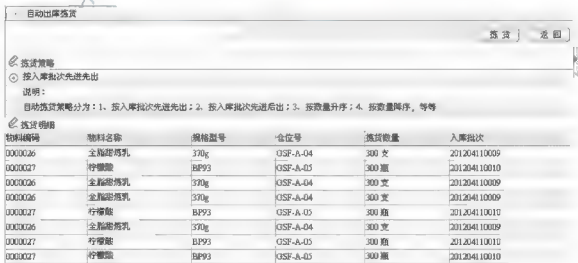 · 自动出库拣货
拣 货 返 回
拣货策略
按入库批次先进先出
说明：
自动拣货策略分为：1、按入库批次先进先出；2、按入库批次先进后出；3、按数量升序；4、按数量降序，等等
拣货明细
物料编码 物料名称 规格型号 仓位号 拣货数量 入库批次
0000026 全脂甜炼乳 370g GSF-A-04 300 支 201204110009
0000027 柠檬酸 BP93 GSF-A-05 300 瓶 201204110010
0000026 全脂甜炼乳 370g GSF-A-04 300 支 201204110009
0000027 柠檬酸 BP93 GSF-A-05 300 瓶 201204110010
0000026 全脂甜炼乳 370g GSF-A-04 300 支 201204110009
0000027 柠檬酸 BP93 GSF-A-05 300 瓶 201204110010
0000026 全脂甜炼乳 370g GSF-A-04 300 支 201204110009
0000027 柠檬酸 BP93 GSF-A-05 300 瓶 201204110010
0000027 柠檬酸 BP93 GSF-A-05 300 瓶 201204110010